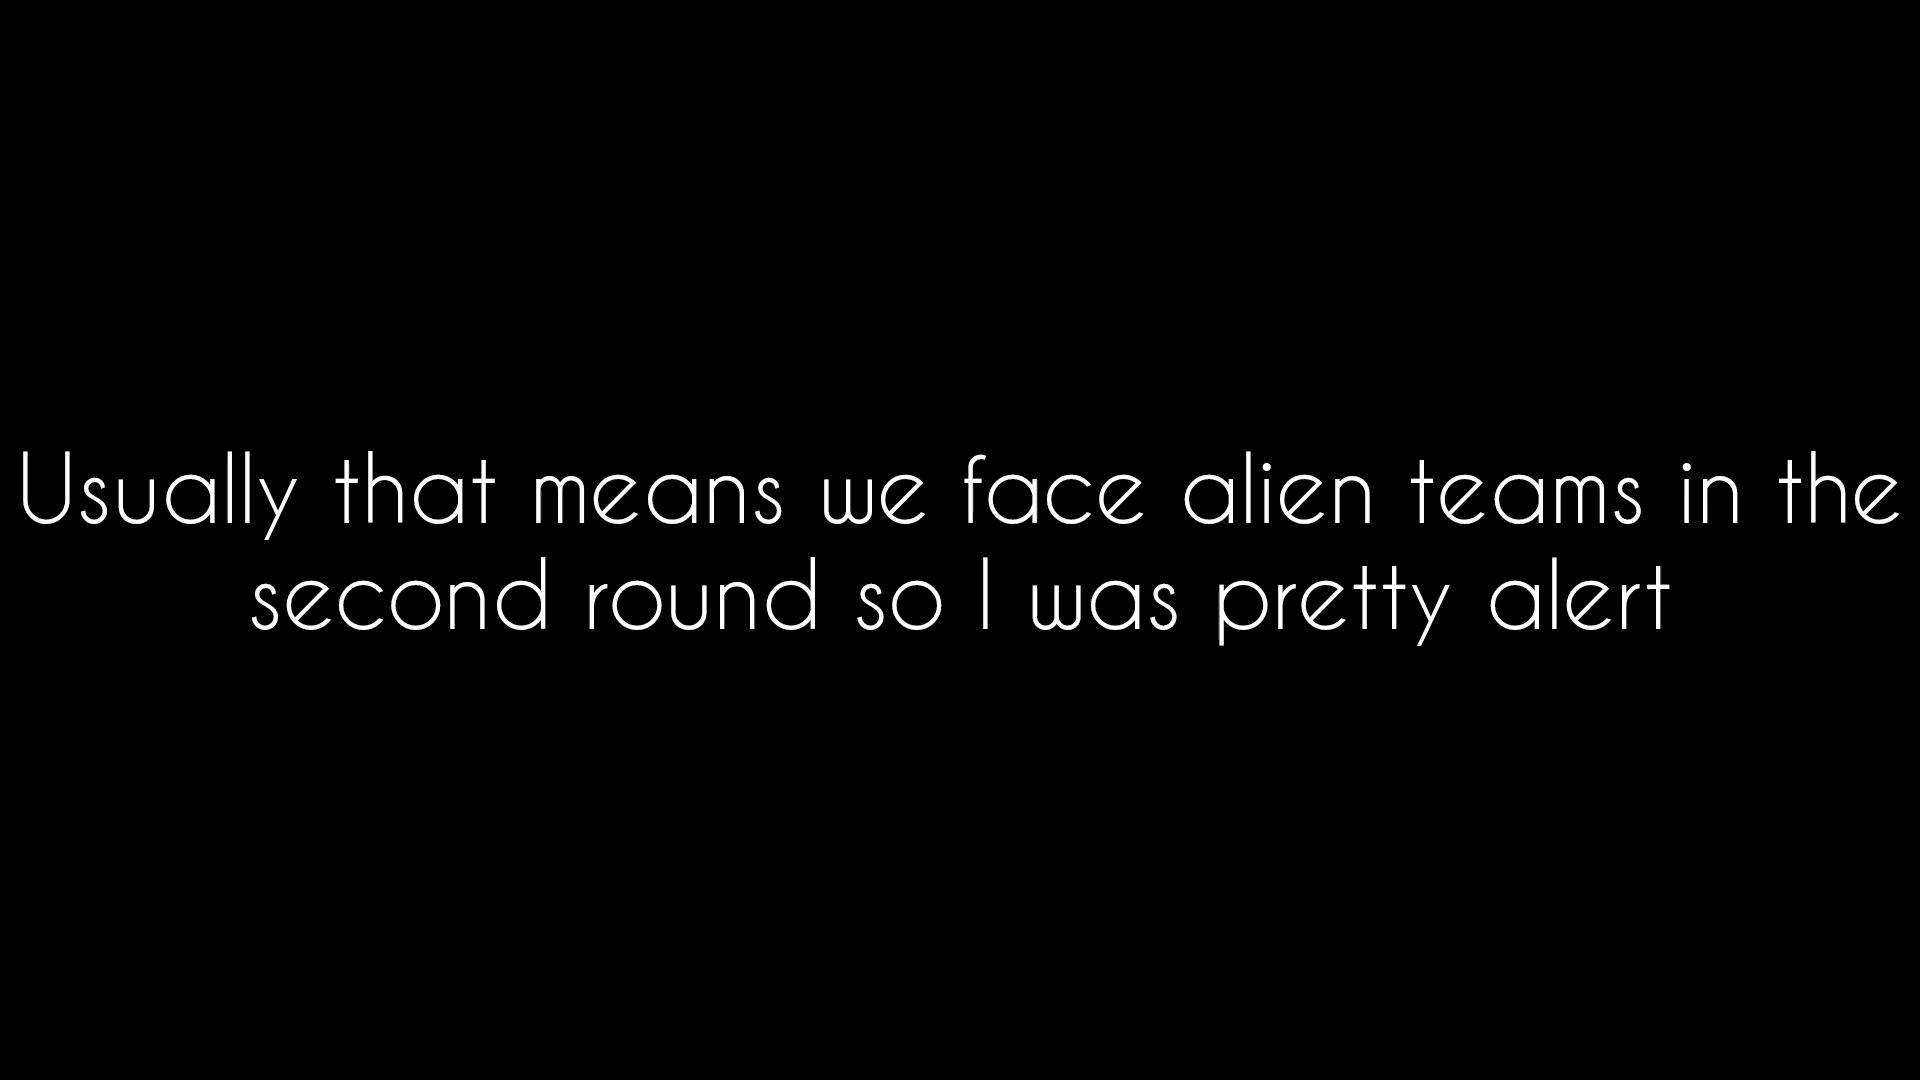 Usually that means we face alien teams in the
second round so I was pretty alert